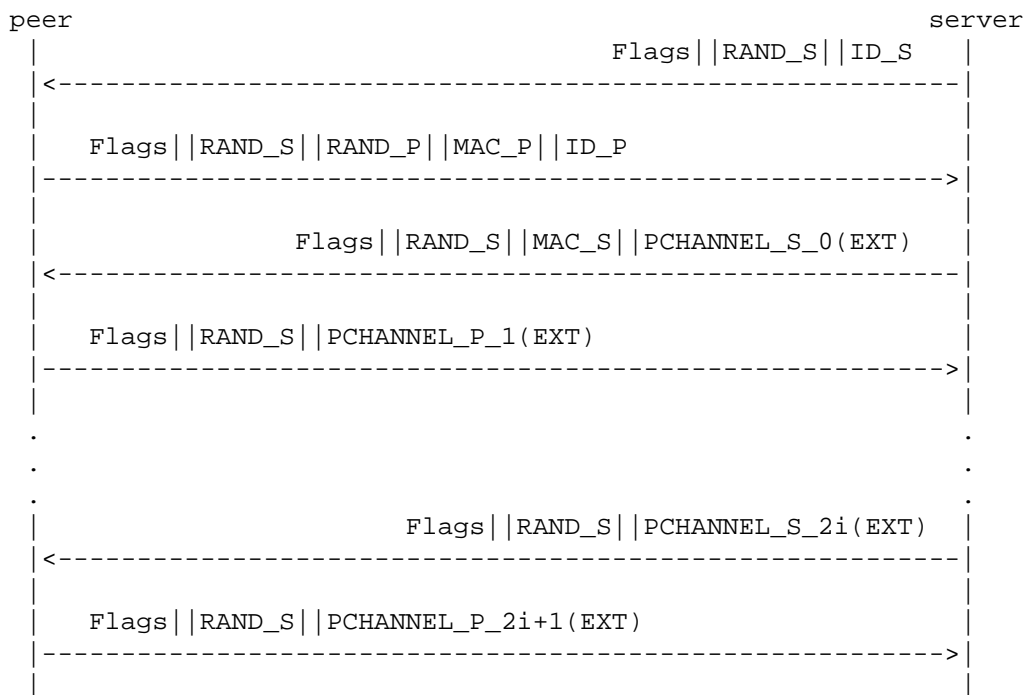 peer server
Flags||RAND_S||ID_S
Flags||RAND_S||RAND_P||MAC_P||ID_P
Flags||RAND_S||MAC_S||PCHANNEL_S_0(EXT)
Flags||RAND_S||PCHANNEL_P_1(EXT)
Flags||RAND_S||PCHANNEL_S_2i(EXT)
Flags||RAND_S||PCHANNEL_P_2i+1(EXT)